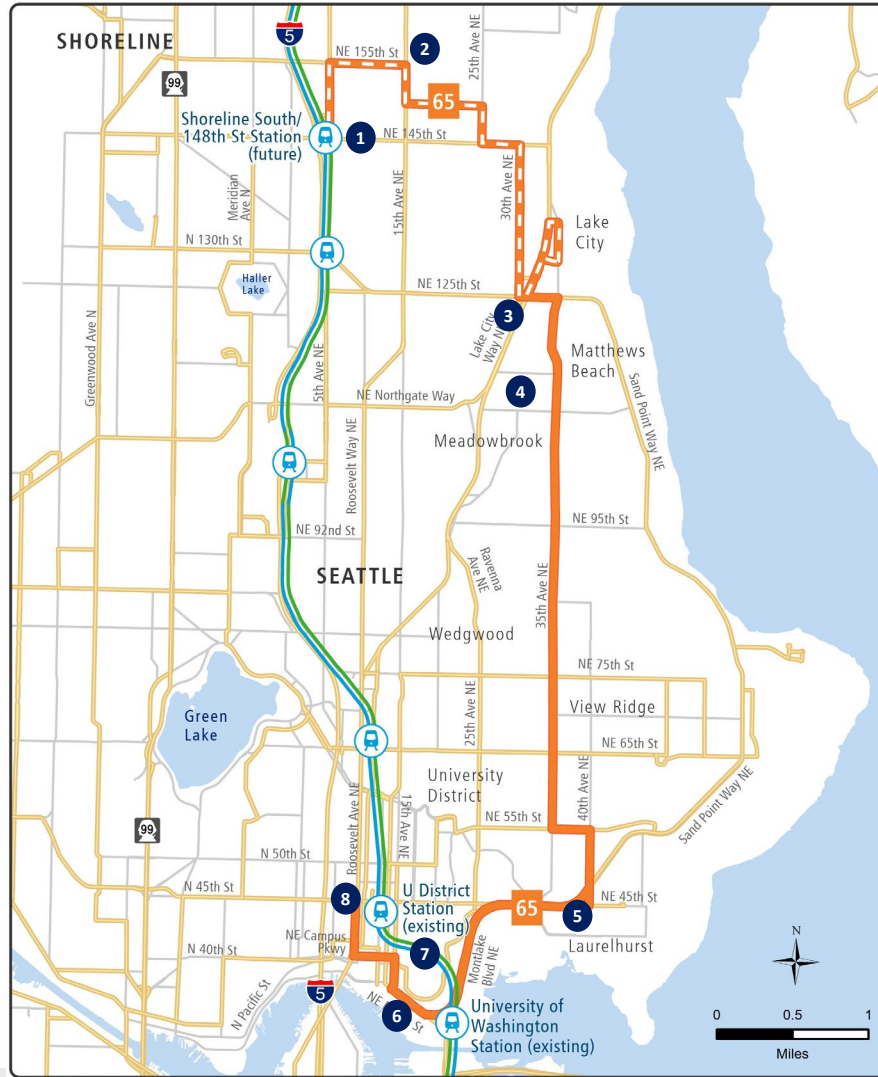 SHORELINE
5
99
NE 155th St
2
25th Ave NE
65
Shoreline South/
148th St Station
(future)
1
NE 145th St
Meridian
Ave N
15th Ave NE
30th Ave NE
Lake
City
N 130th St
Haller
Lake
NE 125th St
3
Lake City
Greenwood Ave N
5th Ave NE
Matthews
Beach
4
NE Northgate Way
Sand Point Way NE
Meadowbrook
Roosevelt Way NE
NE 92nd St
NE 95th St
SEATTLE
Ravenna
Ave NE
35th Ave NE
Wedgwood
NE 75th St
Green
Lake
25th Ave NE
View Ridge
NE 65th St
University
District
40th Ave NE
Sand Point Way NE
99
Roosevelt Ave NE
15th Ave NE
NE 55th St
N 50th St
N 45th St
8
U District
Station
(existing)
65
5
NE 45th St
Laurelhurst
NE Campus
Pkwy
N 40th St
7
Montlake
Blvd NE
N
N Pacific St
5
6
NE
St
University of
Washington
Station (existing)
0
0.5
1
Miles